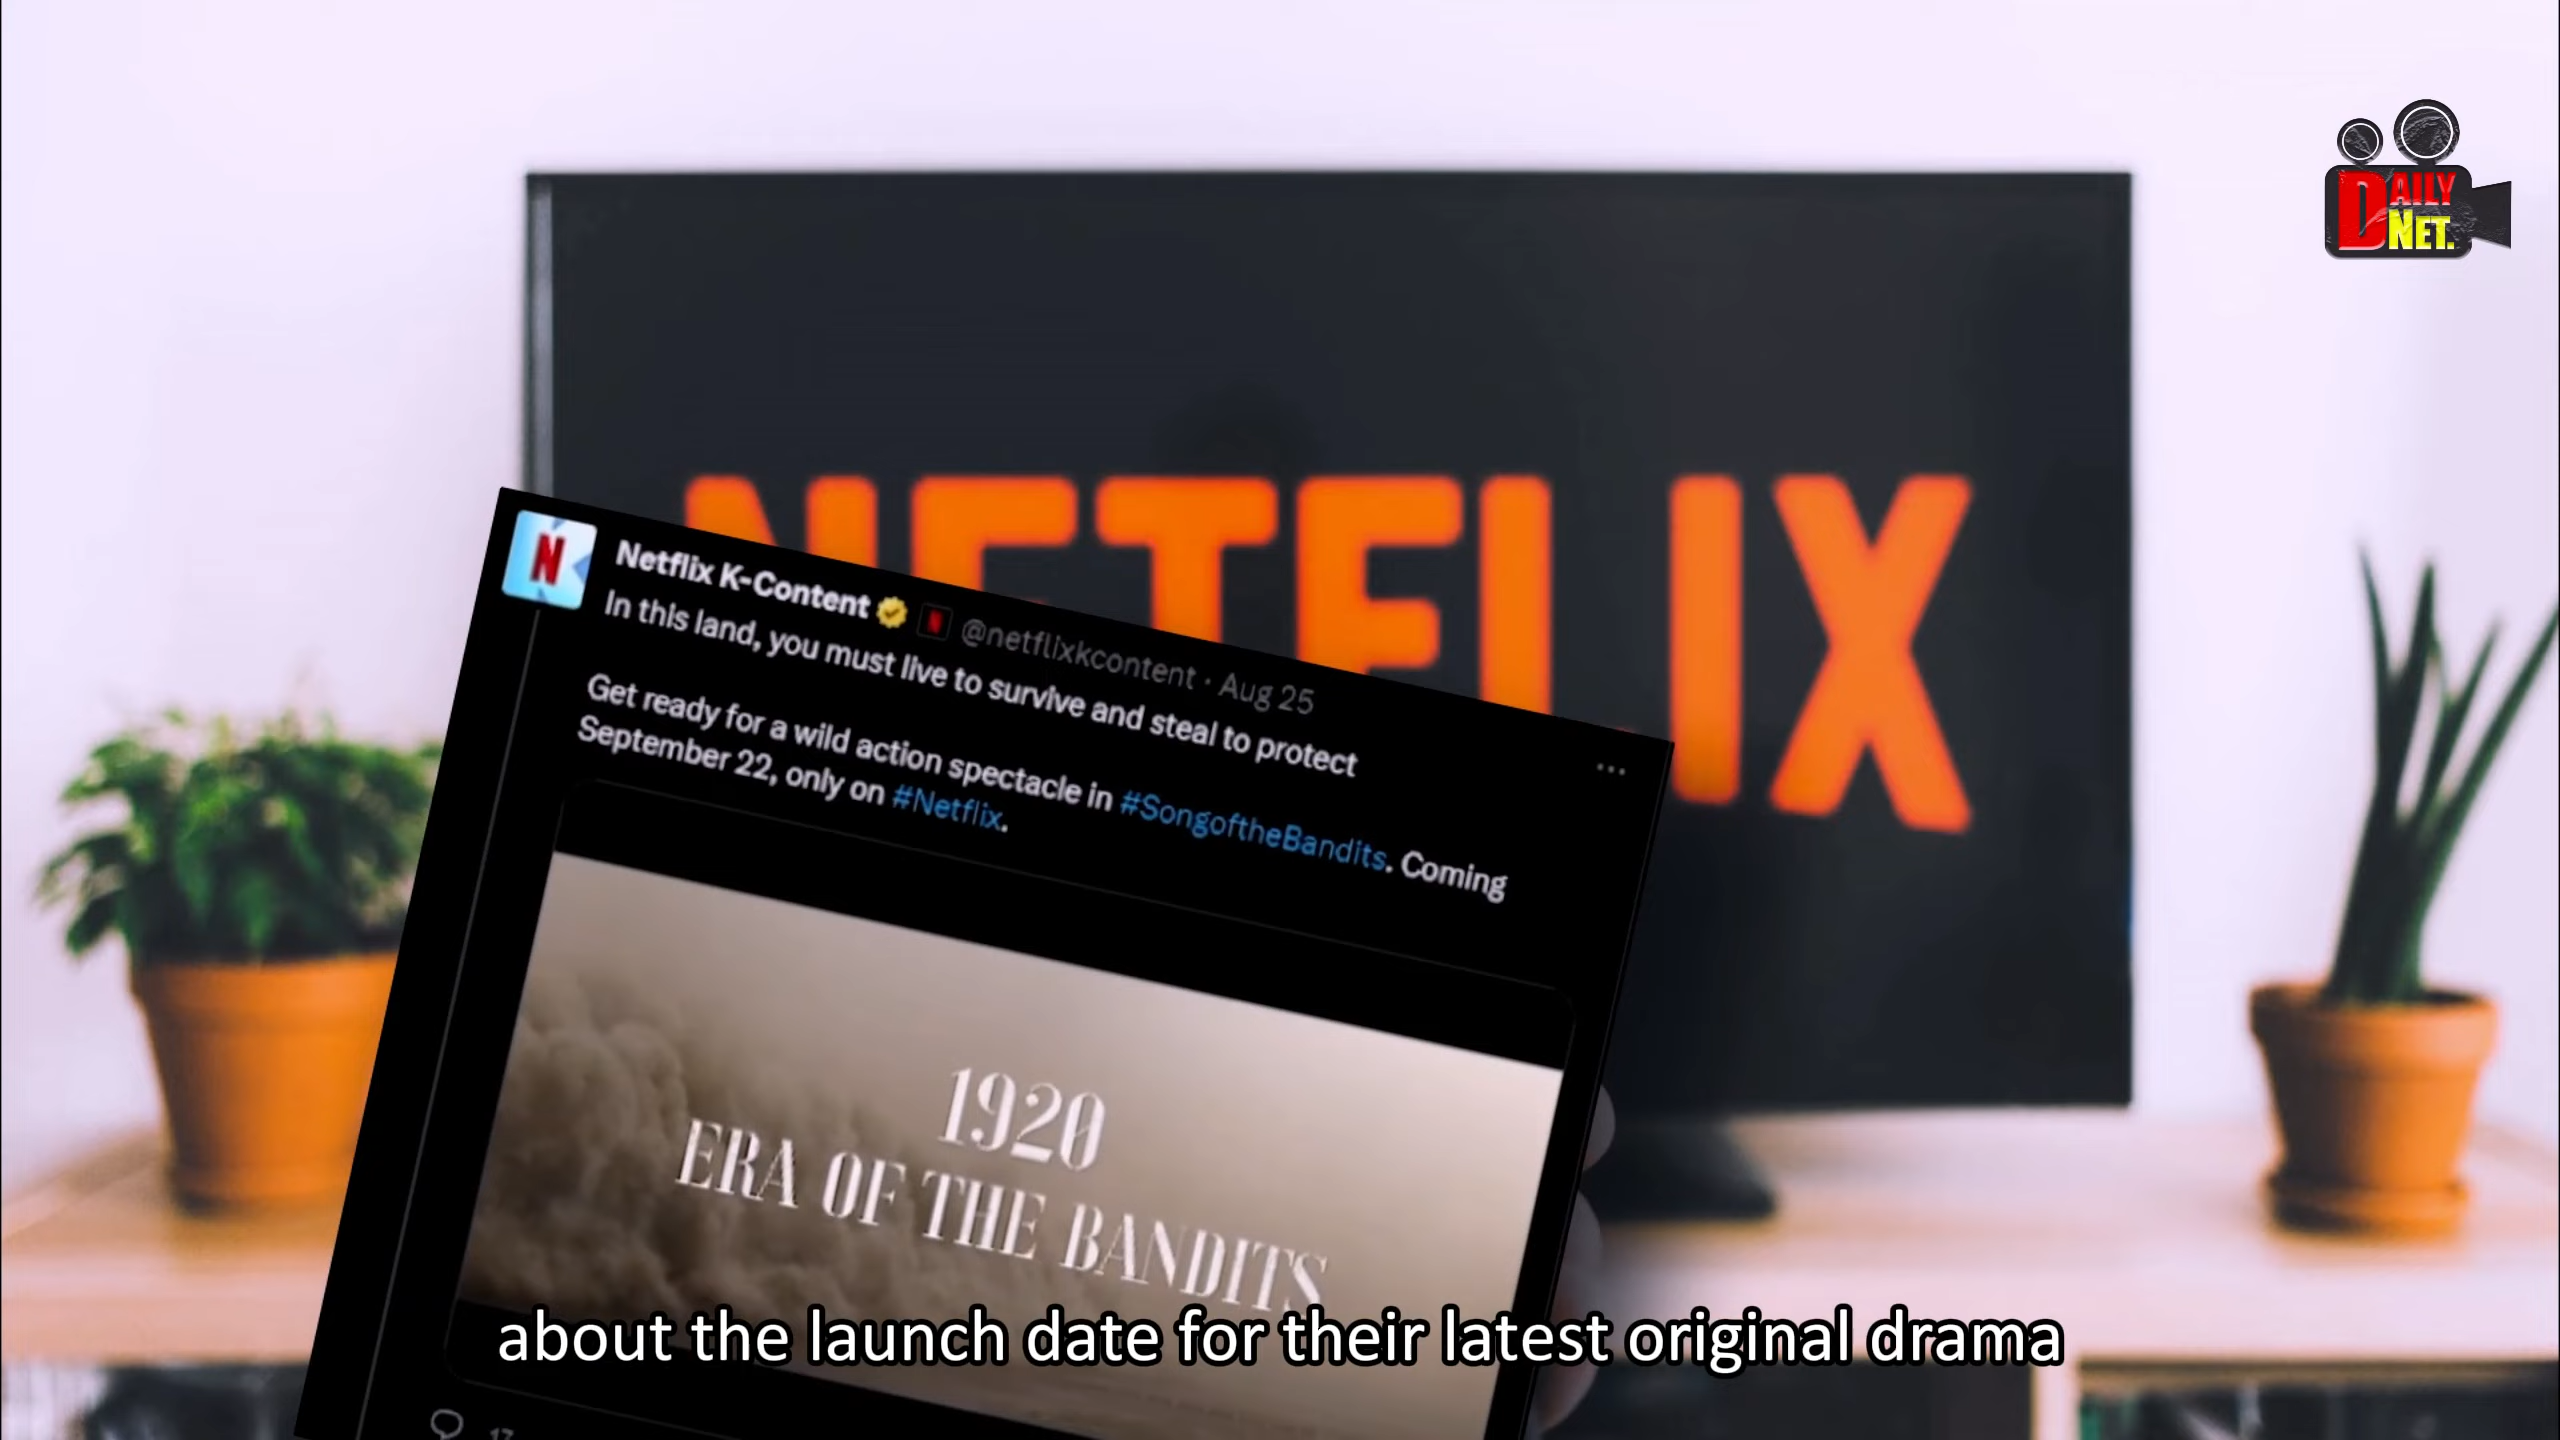 DAILY
NET.
NETFLIX
Netflix K-Content @netflixkcontent · Aug 25
In this land, you must live to survive and steal to protect
Get ready for a wild action spectacle in #SongoftheBandits. Coming
September 22, only on #Netflix.
1920
ERA OF THE BANDITS
about the launch date for their latest original drama